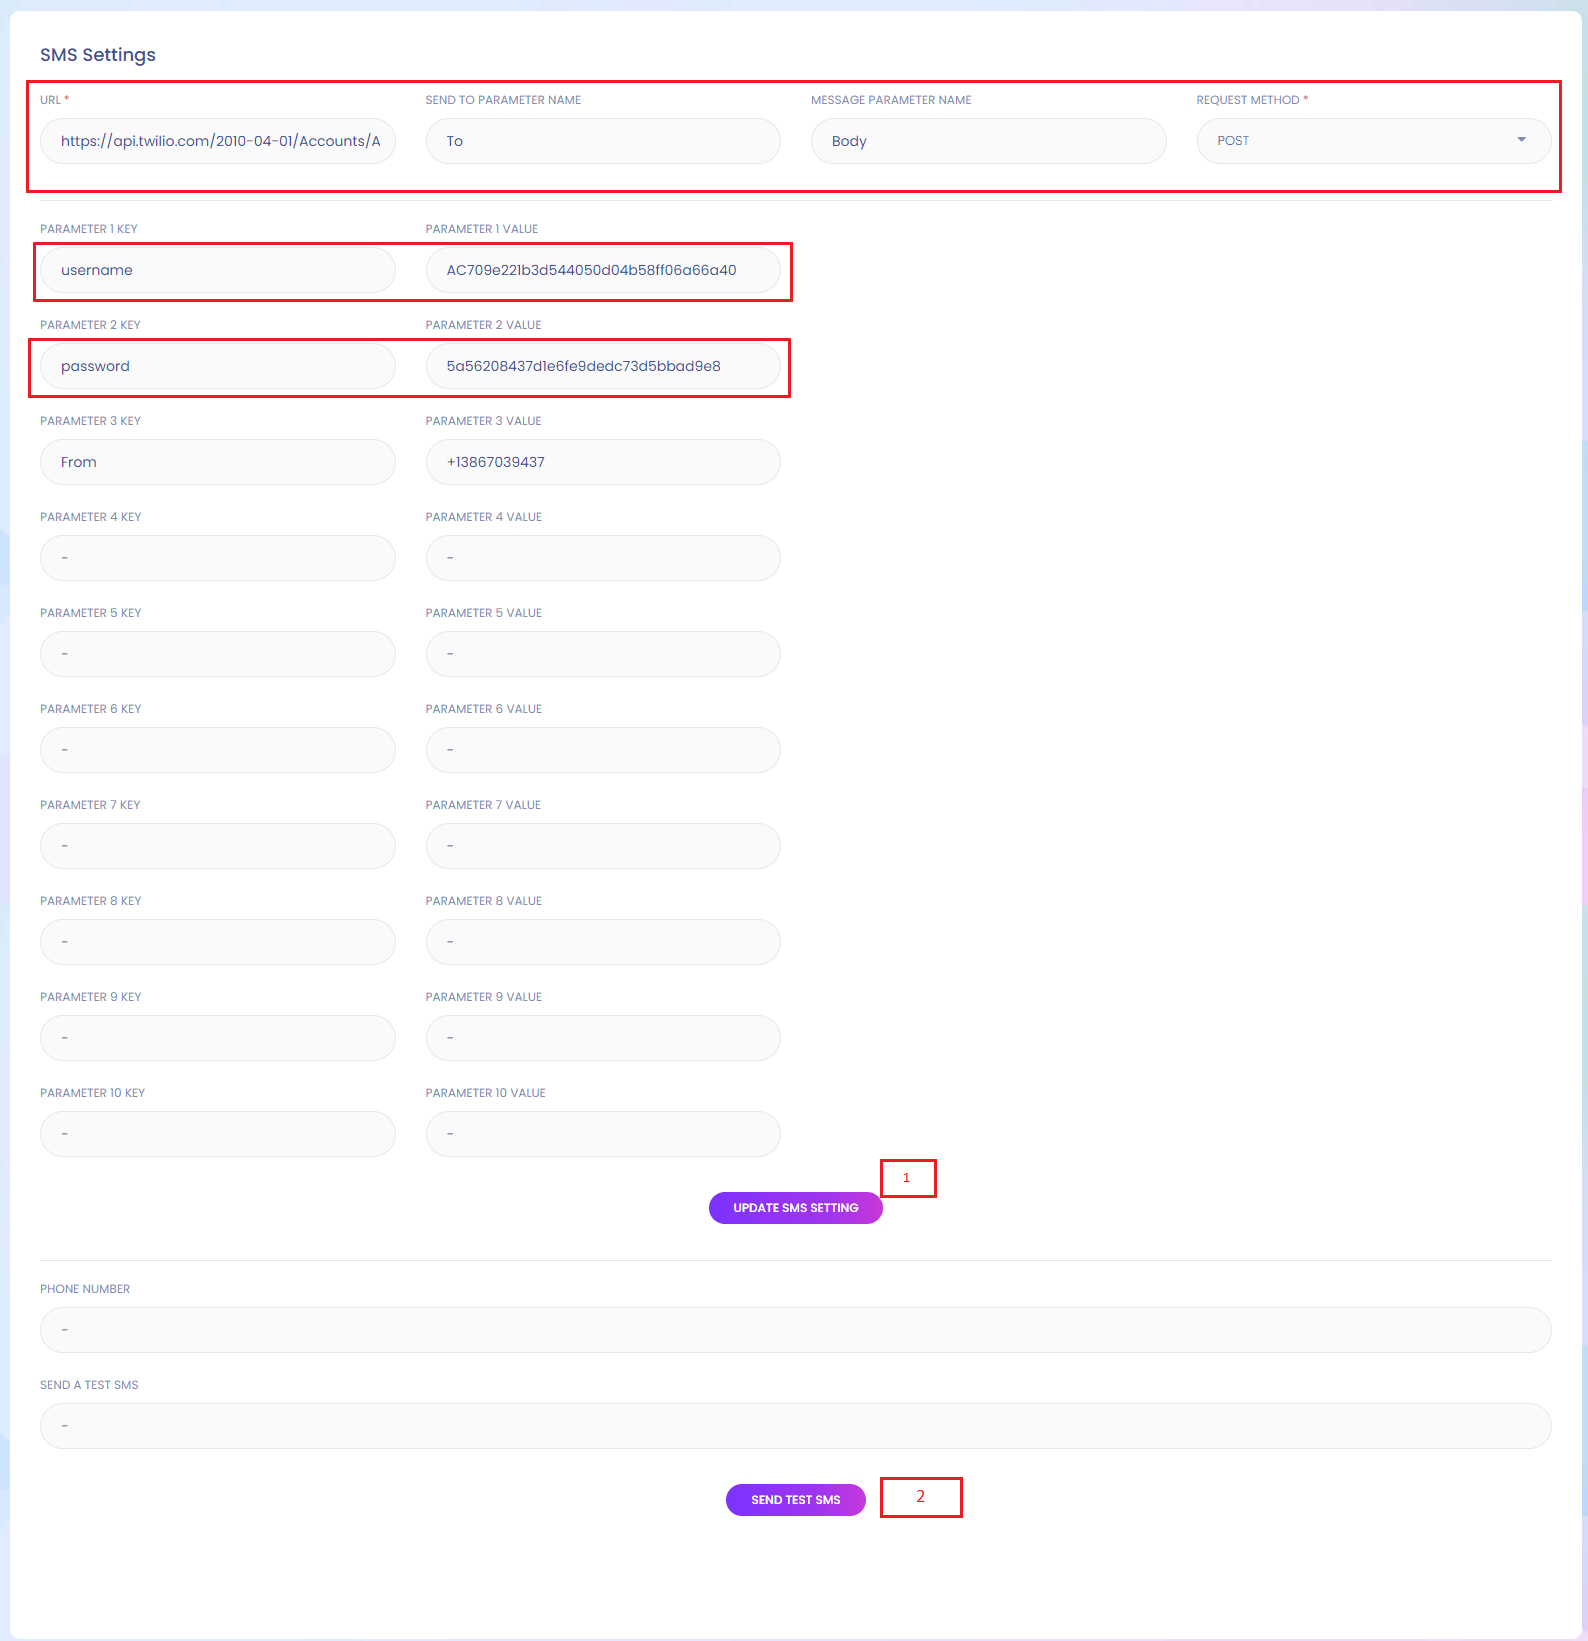 SMS Settings
URL * SEND TO PARAMETER NAME MESSAGE PARAMETER NAME REQUEST METHOD *
https://api.twilio.com/2010-04-01/Accounts/A To Body POST
PARAMETER 1 KEY PARAMETER 1 VALUE
username AC709e221b3d544050d04b58ff06a66a40
PARAMETER 2 KEY PARAMETER 2 VALUE
password 5a56208437d1e6fe9dedc73d5bbad9e8
PARAMETER 3 KEY PARAMETER 3 VALUE
From +13867039437
PARAMETER 4 KEY PARAMETER 4 VALUE
- -
PARAMETER 5 KEY PARAMETER 5 VALUE
- -
PARAMETER 6 KEY PARAMETER 6 VALUE
- -
PARAMETER 7 KEY PARAMETER 7 VALUE
- -
PARAMETER 8 KEY PARAMETER 8 VALUE
- -
PARAMETER 9 KEY PARAMETER 9 VALUE
- -
PARAMETER 10 KEY PARAMETER 10 VALUE
- -
1
UPDATE SMS SETTING
PHONE NUMBER
-
SEND A TEST SMS
-
SEND TEST SMS 2